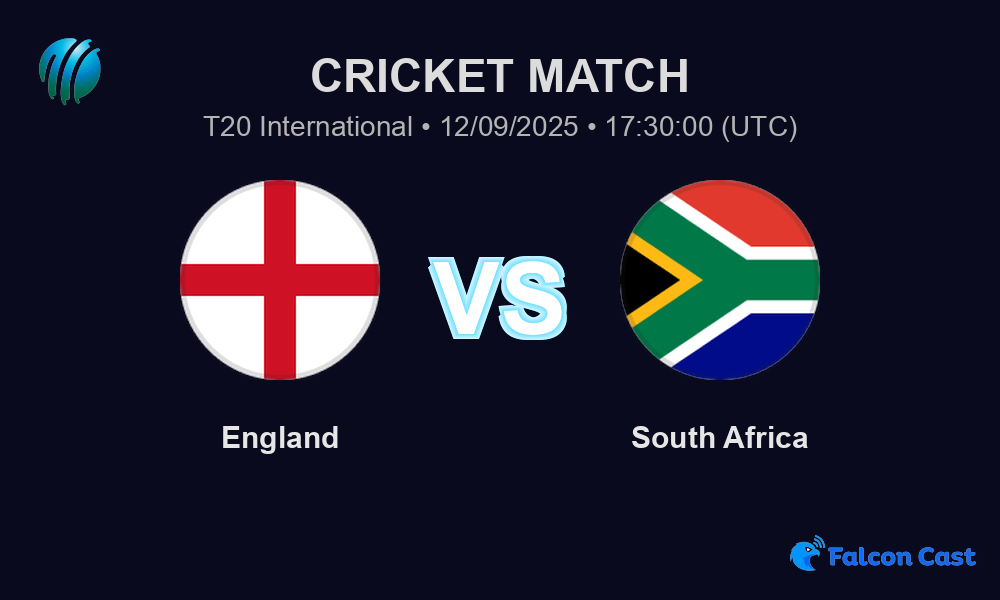 CRICKET MATCH
T20 International • 12/09/2025 • 17:30:00 (UTC)
VS
England
South Africa
Falcon Cast